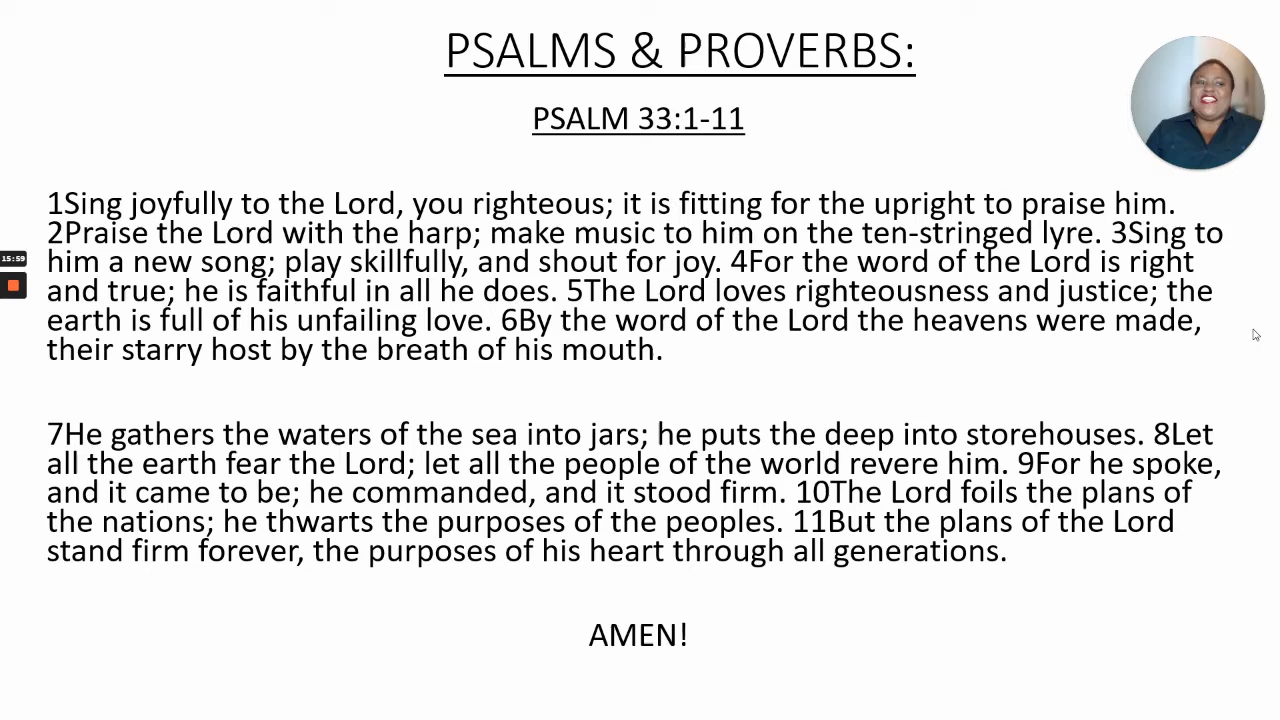 PSALMS & PROVERBS:
PSALM 33:1-11
1Sing joyfully to the Lord, you righteous; it is fitting for the upright to praise him.
2Praise the Lord with the harp; make music to him on the ten-stringed lyre. 3Sing to
him a new song; play skillfully, and shout for joy. 4For the word of the Lord is right
and true; he is faithful in all he does. 5The Lord loves righteousness and justice; the
earth is full of his unfailing love. 6By the word of the Lord the heavens were made,
their starry host by the breath of his mouth.
15:59
7He gathers the waters of the sea into jars; he puts the deep into storehouses. 8Let
all the earth fear the Lord; let all the people of the world revere him. 9For he spoke,
and it came to be; he commanded, and it stood firm. 10The Lord foils the plans of
the nations; he thwarts the purposes of the peoples. 11But the plans of the Lord
stand firm forever, the purposes of his heart through all generations.
AMEN!